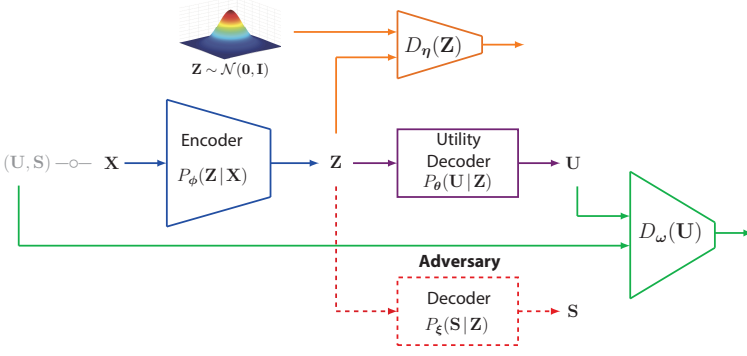 Z ∼ 𝒩(0, I)
D_η(Z)
(U, S) —○— X
Encoder
P_ϕ(Z | X)
Z
Utility
Decoder
P_θ(U | Z)
U
D_ω(U)
Adversary
Decoder
P_ξ(S | Z)
S